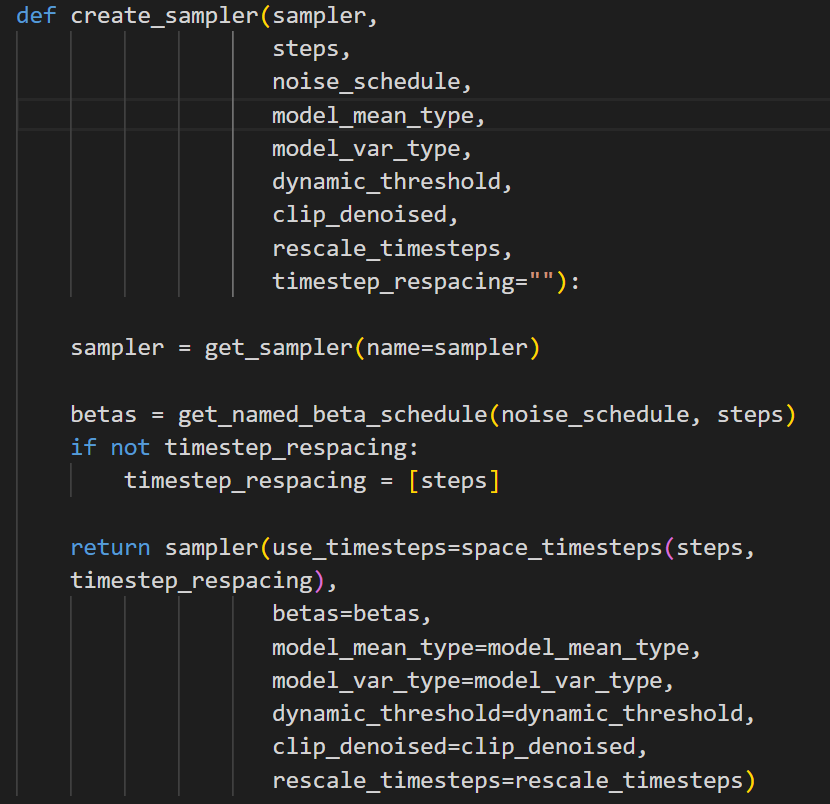 def create_sampler(sampler,
                   steps,
                   noise_schedule,
                   model_mean_type,
                   model_var_type,
                   dynamic_threshold,
                   clip_denoised,
                   rescale_timesteps,
                   timestep_respacing=""):

    sampler = get_sampler(name=sampler)

    betas = get_named_beta_schedule(noise_schedule, steps)
    if not timestep_respacing:
        timestep_respacing = [steps]

    return sampler(use_timesteps=space_timesteps(steps,
    timestep_respacing),
                   betas=betas,
                   model_mean_type=model_mean_type,
                   model_var_type=model_var_type,
                   dynamic_threshold=dynamic_threshold,
                   clip_denoised=clip_denoised,
                   rescale_timesteps=rescale_timesteps)